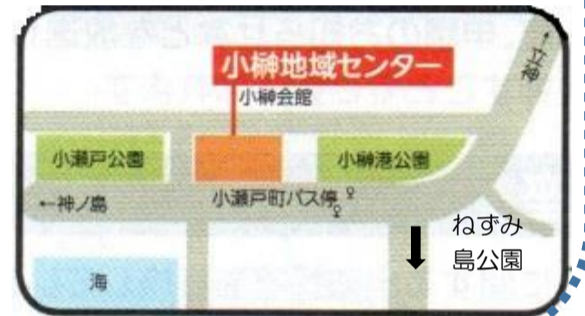 小榊地域センター
小榊会館
↑立神
小瀬戸公園
小榊港公園
←神ノ島
小瀬戸町バス停
ねずみ
島公園
海